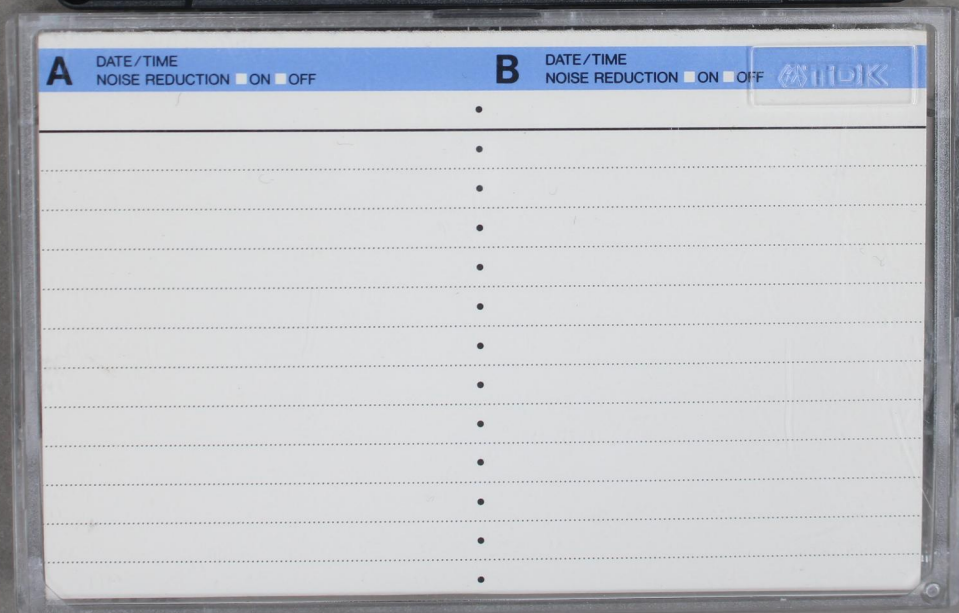 A DATE/TIME
NOISE REDUCTION ON OFF
B DATE/TIME
NOISE REDUCTION ON OFF
TDK